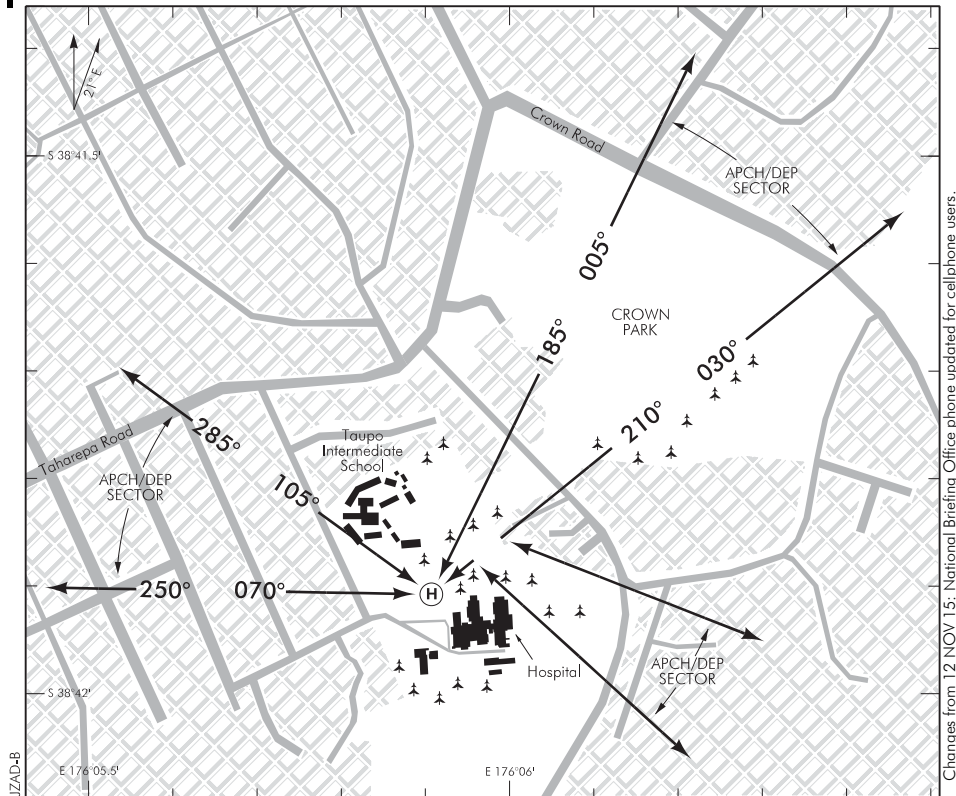 21° E
S 38°41.5'
Crown Road
APCH/DEP
SECTOR
005°
CROWN
PARK
185°
030°
210°
285°
Taharepa Road
Taupo
Intermediate
School
APCH/DEP
SECTOR
105°
250°
070°
H
APCH/DEP
SECTOR
Hospital
S 38°42'
E 176°05.5'
E 176°06'
NZAD-B
Changes from 12 NOV 15: National Briefing Office phone updated for cellphone users.